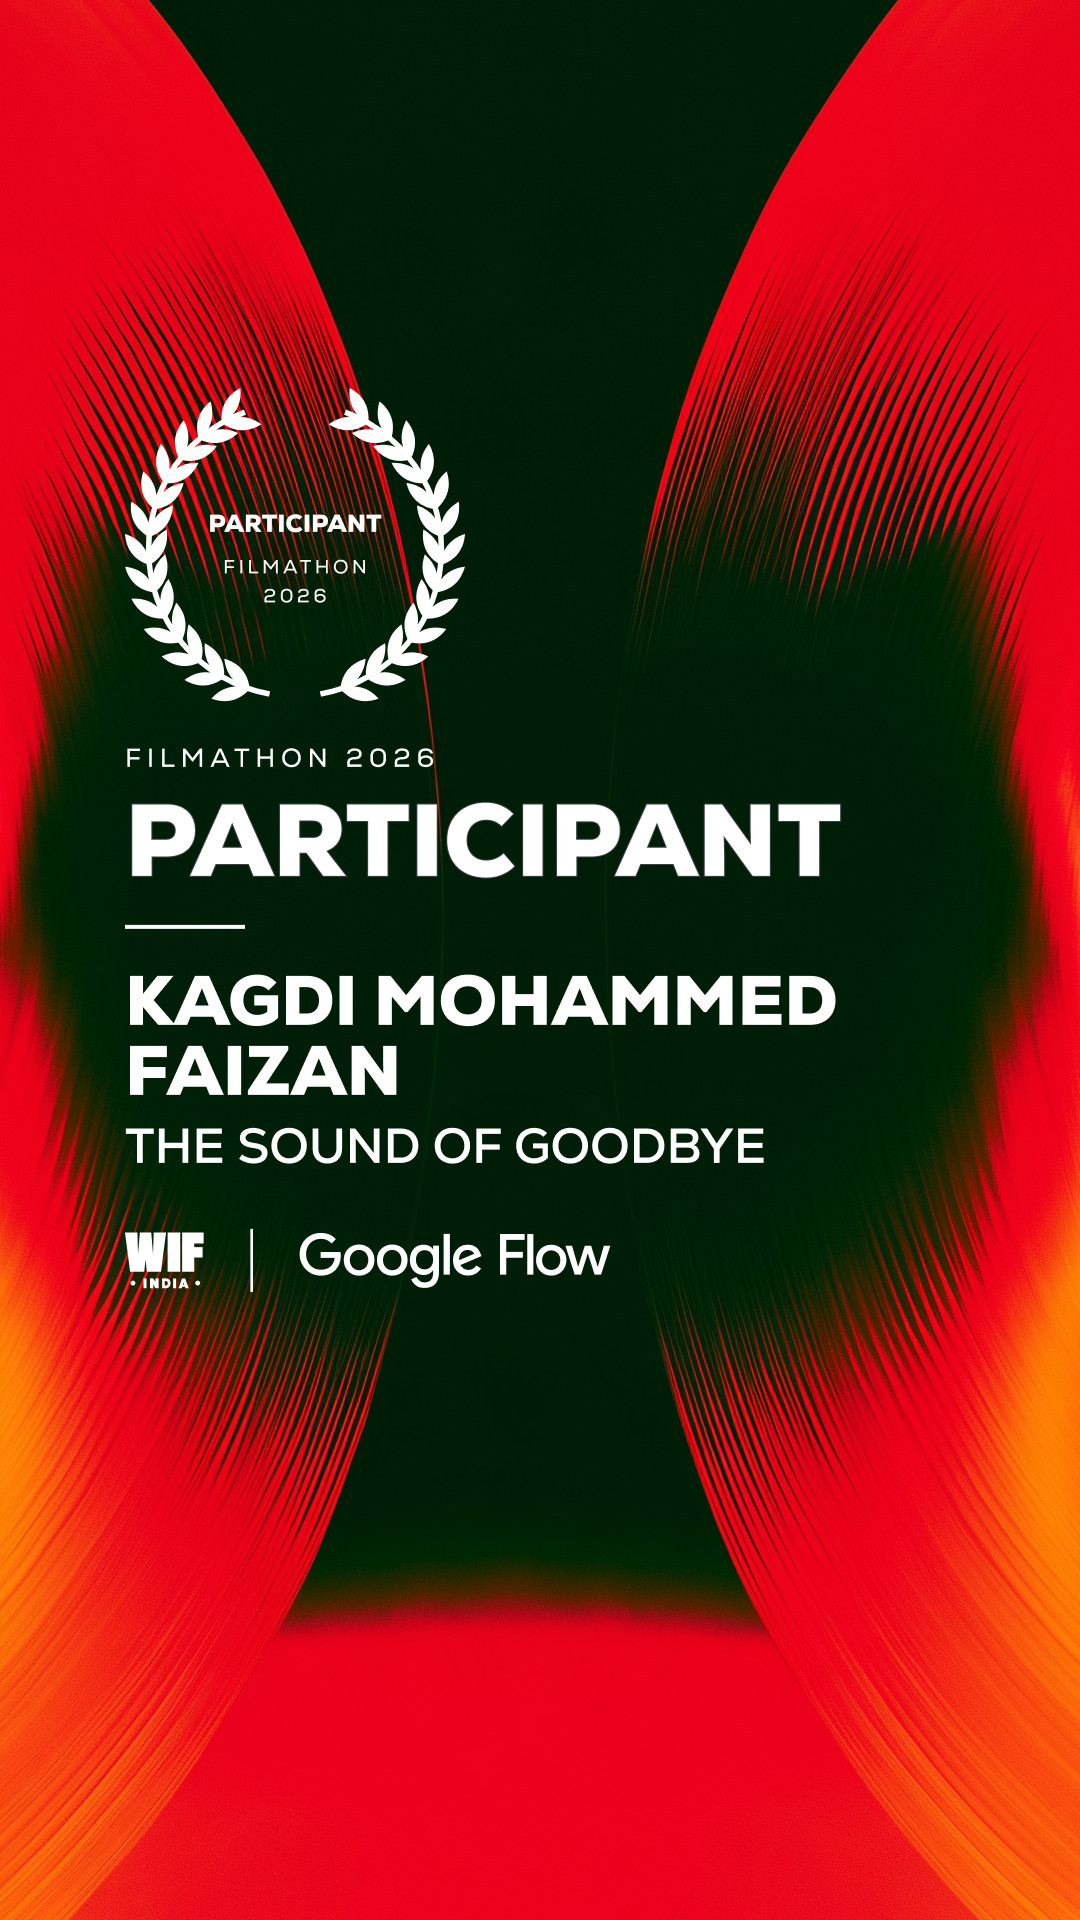 PARTICIPANT
FILMATHON
2026
FILMATHON 2026
PARTICIPANT
KAGDI MOHAMMED
FAIZAN
THE SOUND OF GOODBYE
WIF
• INDIA •
Google Flow